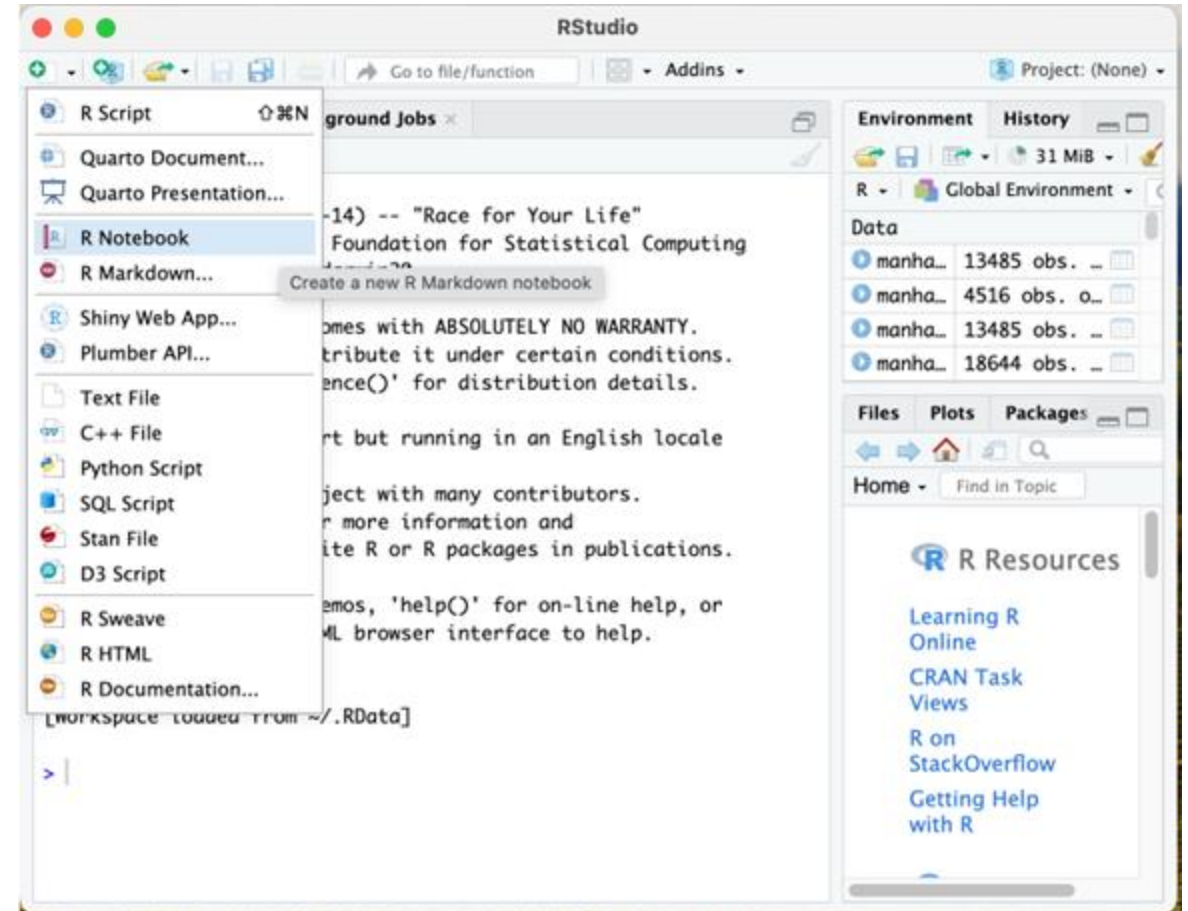 RStudio
Go to file/function
Addins
Project: (None)
R Script ⇧⌘N
Quarto Document...
Quarto Presentation...
R Notebook
R Markdown...
Create a new R Markdown notebook
Shiny Web App...
Plumber API...
Text File
C++ File
Python Script
SQL Script
Stan File
D3 Script
R Sweave
R HTML
R Documentation...
ground Jobs
-14) -- "Race for Your Life"
Foundation for Statistical Computing
omes with ABSOLUTELY NO WARRANTY.
tribute it under certain conditions.
ence()' for distribution details.
rt but running in an English locale
ject with many contributors.
r more information and
ite R or R packages in publications.
emos, 'help()' for on-line help, or
ML browser interface to help.
[Workspace loaded from ~/.RData]
>
Environment History
31 MiB
R Global Environment
Data
manha… 13485 obs. …
manha… 4516 obs. o…
manha… 13485 obs. …
manha… 18644 obs. …
Files Plots Packages
Home Find in Topic
R R Resources
Learning R
Online
CRAN Task
Views
R on
StackOverflow
Getting Help
with R